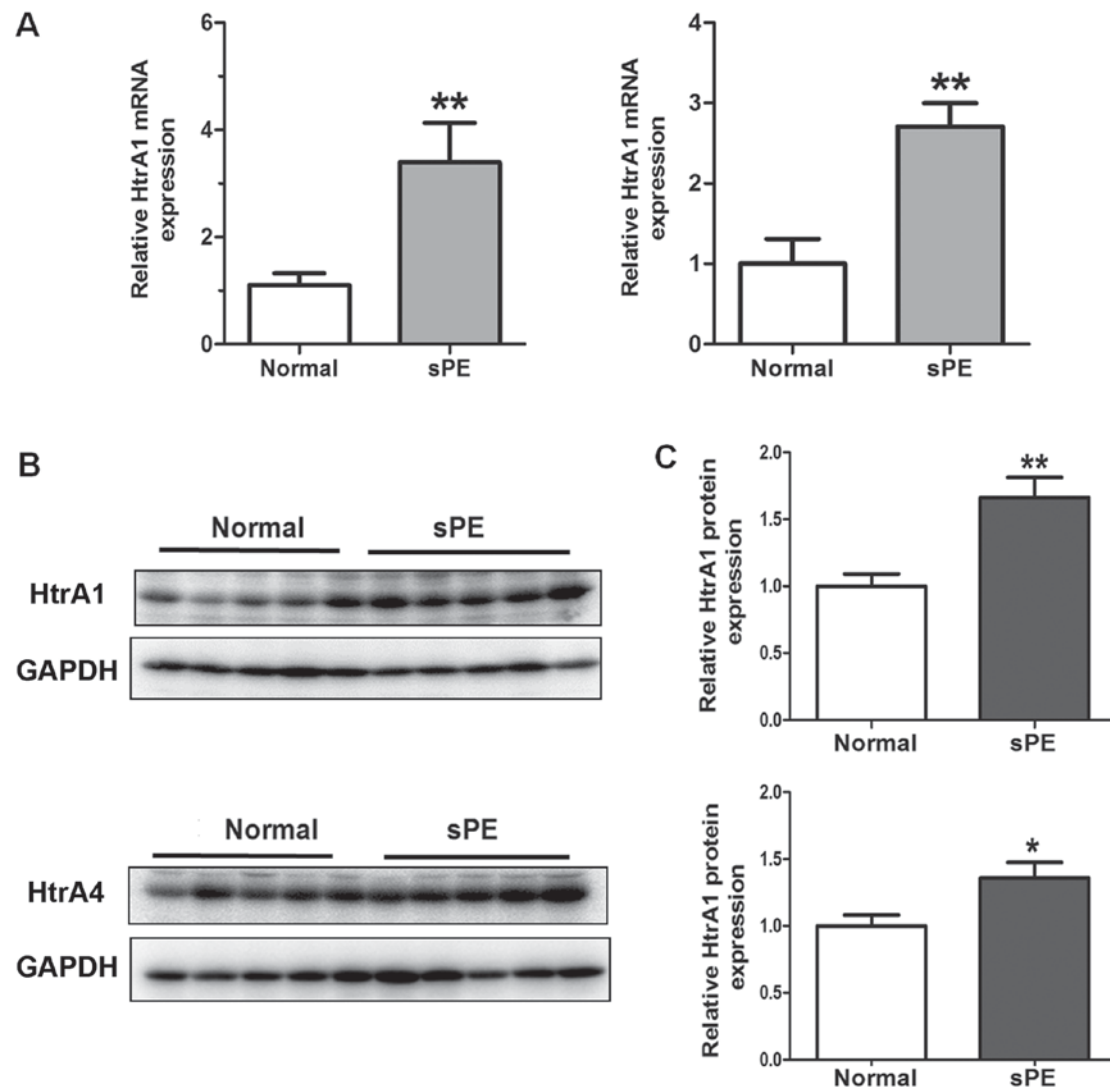 A
Relative HtrA1 mRNA
expression
6
4
2
0
**
Normal
sPE
Relative HtrA1 mRNA
expression
4
3
2
1
0
**
Normal
sPE
B
Normal
sPE
HtrA1
GAPDH
Normal
sPE
HtrA4
GAPDH
C
Relative HtrA1 protein
expression
2.0
1.5
1.0
0.5
0.0
**
Normal
sPE
Relative HtrA1 protein
expression
2.0
1.5
1.0
0.5
0.0
*
Normal
sPE